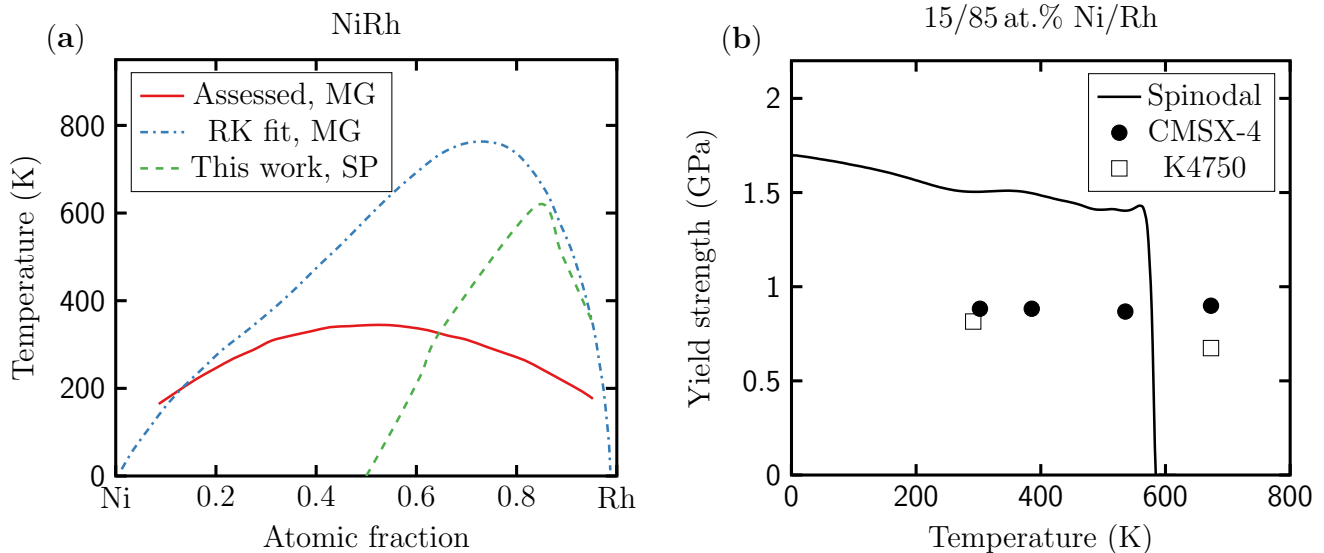 (a)
NiRh
Assessed, MG
RK fit, MG
This work, SP
Temperature (K)
800
600
400
200
0
Ni
0.2
0.4
0.6
0.8
Rh
Atomic fraction
(b)
15/85 at.% Ni/Rh
Spinodal
CMSX-4
K4750
Yield strength (GPa)
2
1.5
1
0.5
0
0
200
400
600
800
Temperature (K)